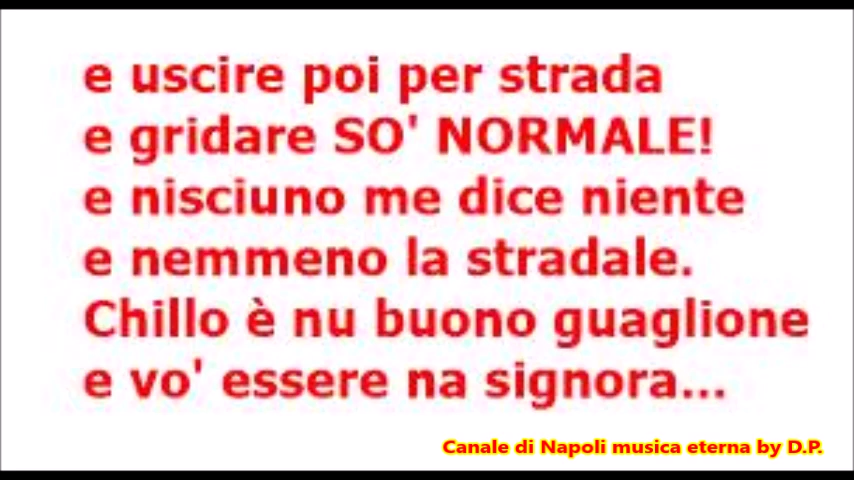 e uscire poi per strada
e gridare SO' NORMALE!
e nisciuno me dice niente
e nemmeno la stradale.
Chillo è nu buono guaglione
e vo' essere na signora...
Canale di Napoli musica eterna by D.P.